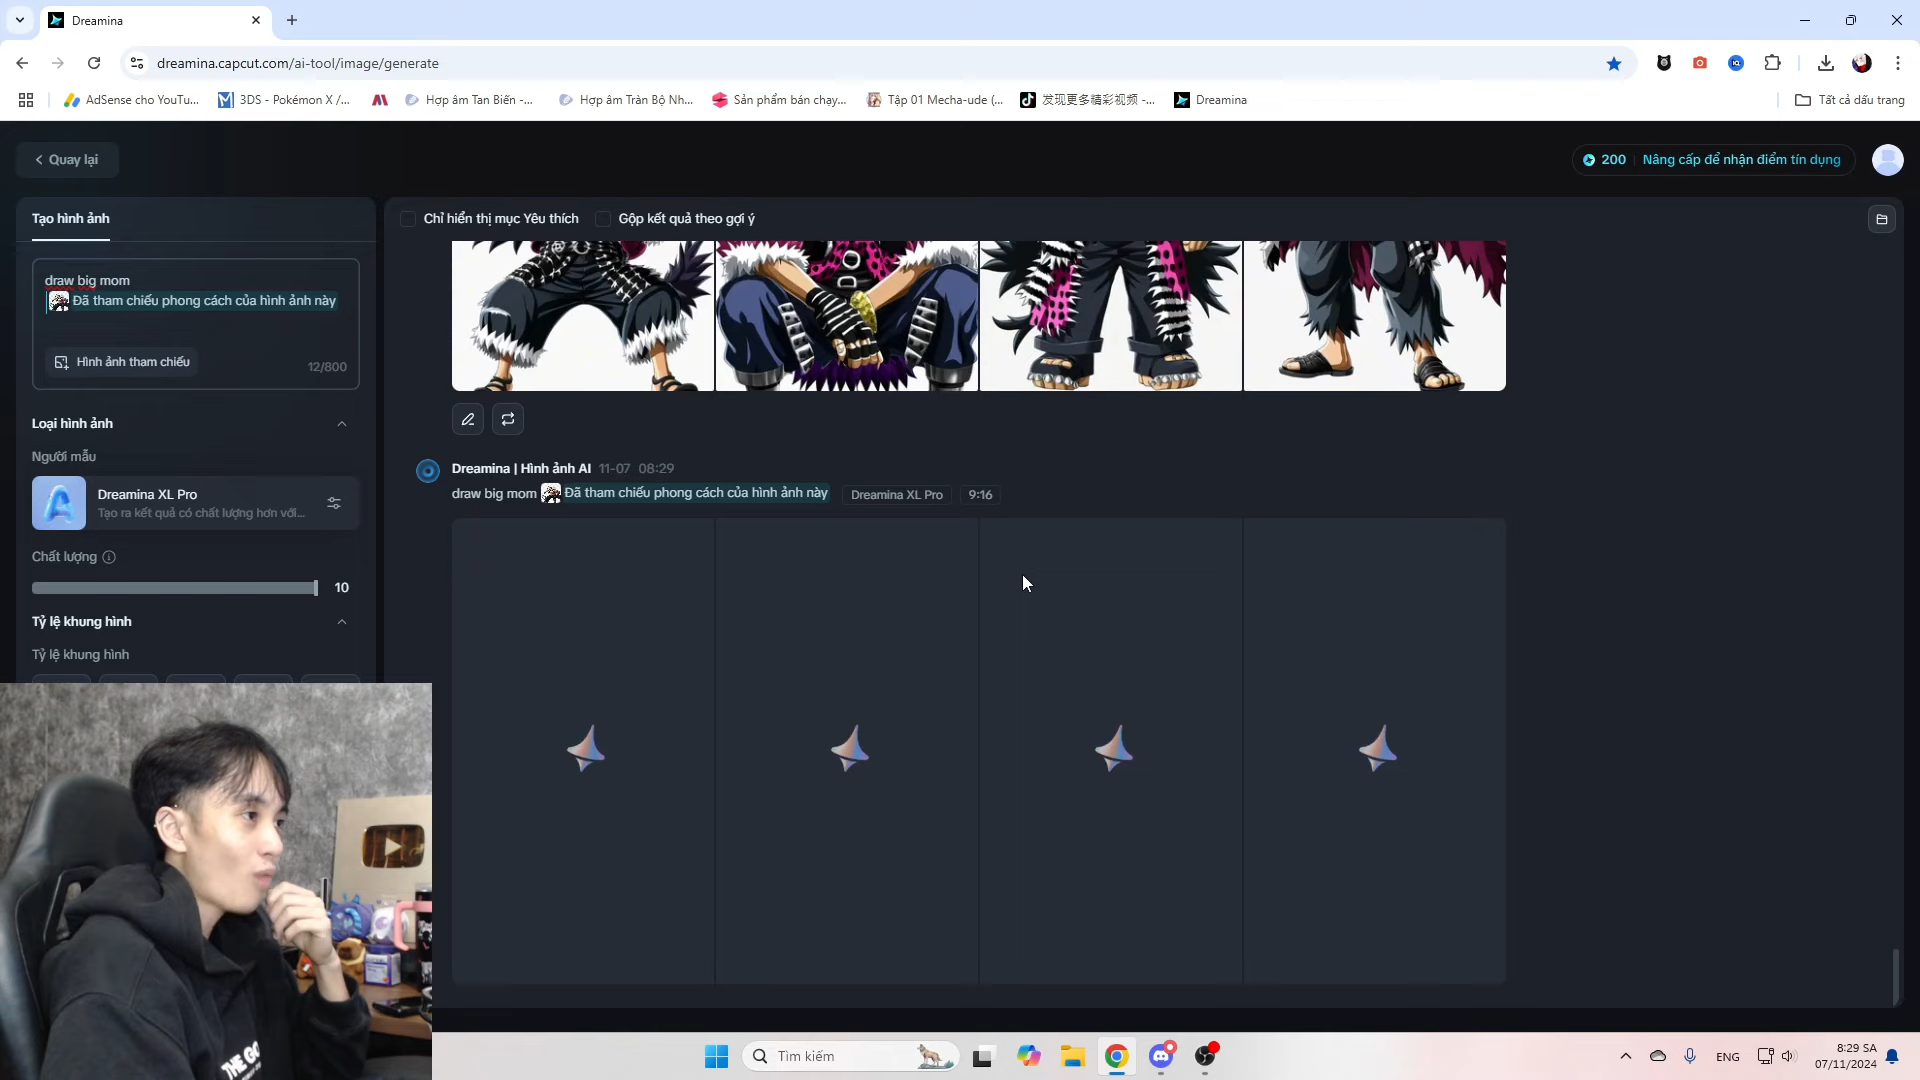 Dreamina
dreamina.capcut.com/ai-tool/image/generate
AdSense cho YouTu...
3DS - Pokémon X /...
Hợp âm Tan Biến -...
Hợp âm Tràn Bộ Nh...
Sản phẩm bán chạy...
Tập 01 Mecha-ude (...
发现更多精彩视频 -...
Dreamina
Tất cả dấu trang
Quay lại
200
Nâng cấp để nhận điểm tín dụng
Tạo hình ảnh
Chỉ hiển thị mục Yêu thích
Gộp kết quả theo gợi ý
draw big mom
Đã tham chiếu phong cách của hình ảnh này
Hình ảnh tham chiếu
12/800
Loại hình ảnh
Người mẫu
Dreamina XL Pro
Tạo ra kết quả có chất lượng hơn với...
Chất lượng
10
Tỷ lệ khung hình
Tỷ lệ khung hình
Dreamina | Hình ảnh AI 11-07 08:29
draw big mom Đã tham chiếu phong cách của hình ảnh này Dreamina XL Pro 9:16
THE GO
Tìm kiếm
ENG
8:29 SA
07/11/2024